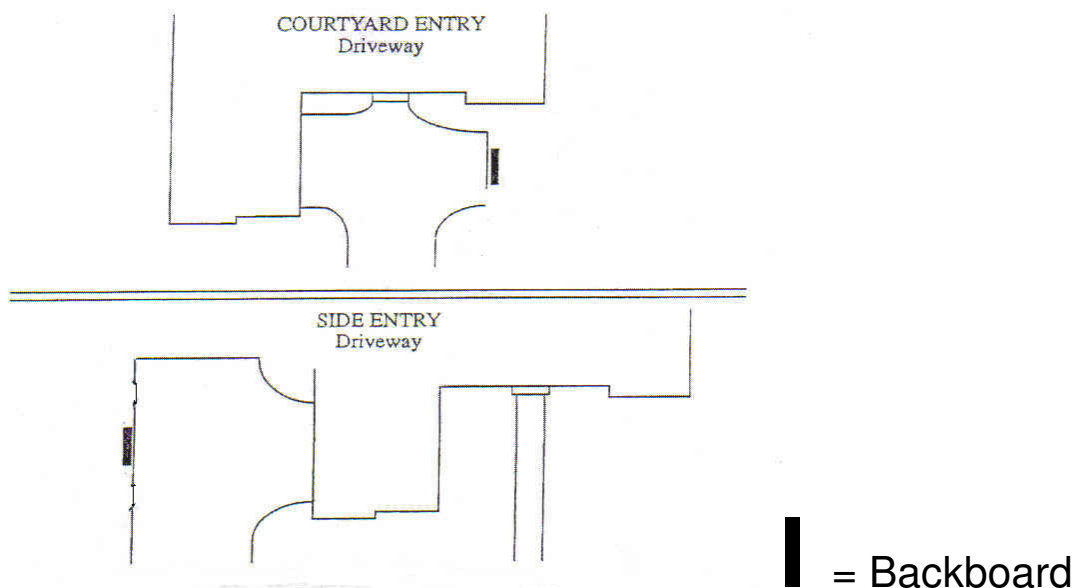 COURTYARD ENTRY
Driveway
SIDE ENTRY
Driveway
= Backboard